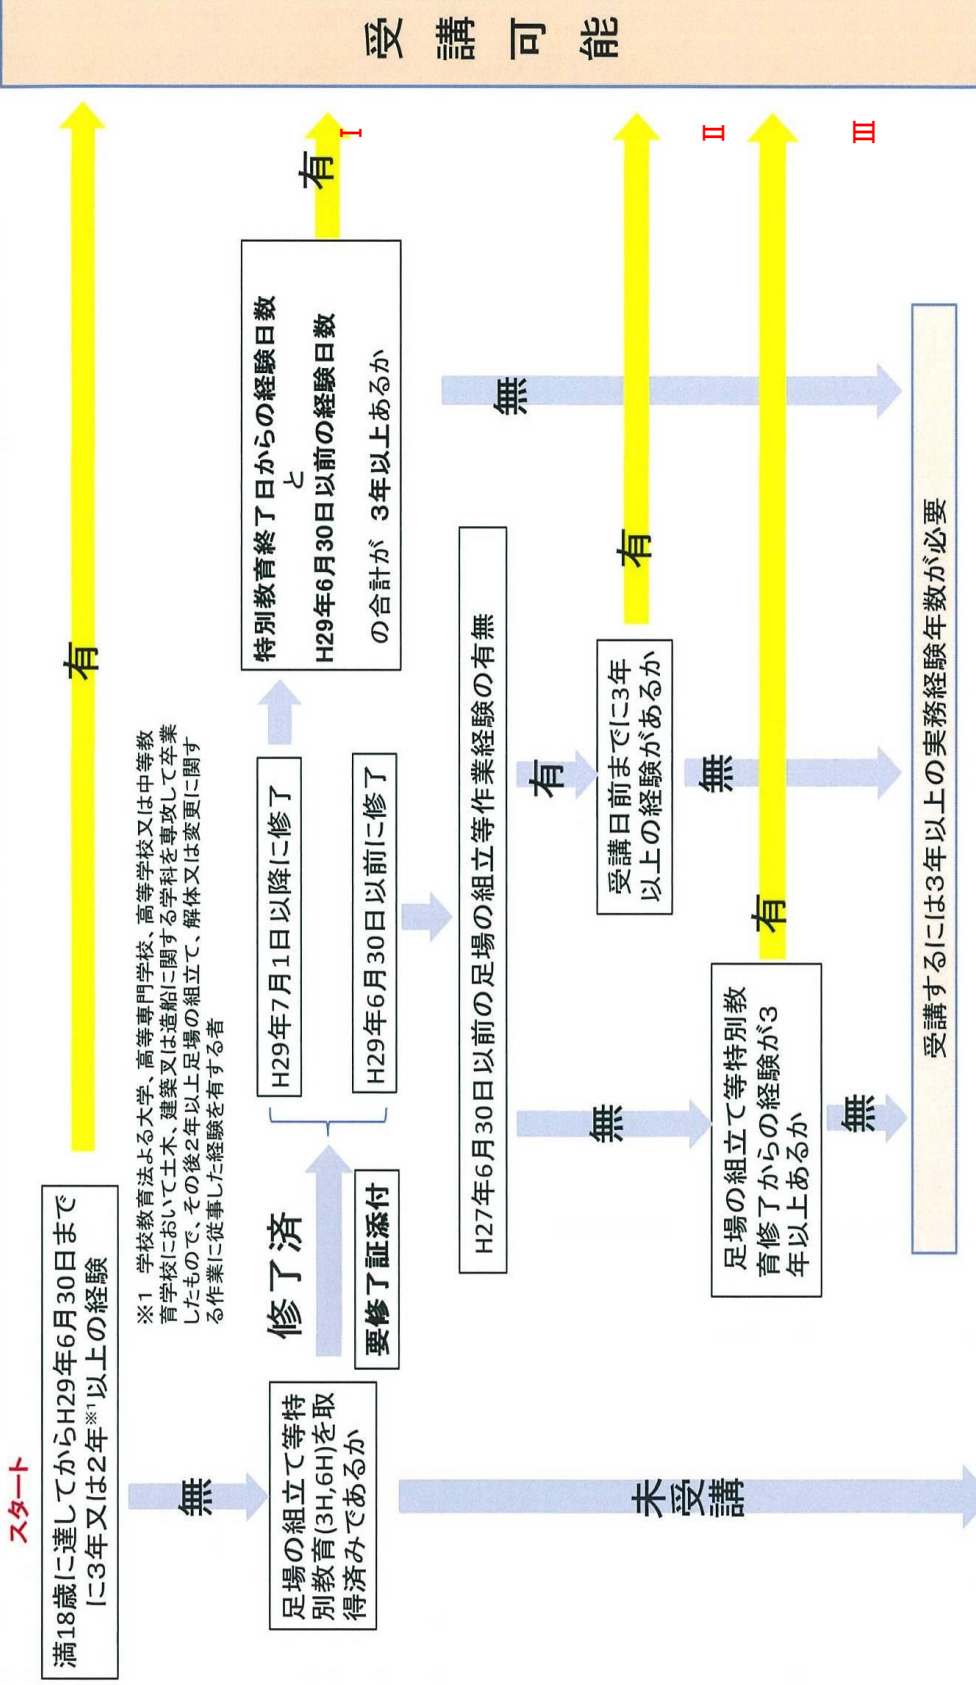 スタート
満18歳に達してからH29年6月30日まで
に3年又は2年※1以上の経験
有
受講可能
※1 学校教育法よる大学、高等専門学校、高等学校又は中等教
育学校において土木、建築又は造船に関する学科を専攻して卒業
したもので、その後2年以上足場の組立て、解体又は変更に関す
る作業に従事した経験を有する者
無
足場の組立て等特
別教育(3H,6H)を取
得済みであるか
修了済
要修了証添付
H29年7月1日以降に修了
H29年6月30日以前に修了
特別教育終了日からの経験日数
と
H29年6月30日以前の経験日数
の合計が 3年以上あるか
有
Ⅰ
無
H27年6月30日以前の足場の組立等作業経験の有無
有
受講日前までに3年
以上の経験があるか
有
Ⅱ
無
無
足場の組立て等特別教
育修了からの経験が3
年以上あるか
有
Ⅲ
無
未受講
受講するには3年以上の実務経験年数が必要